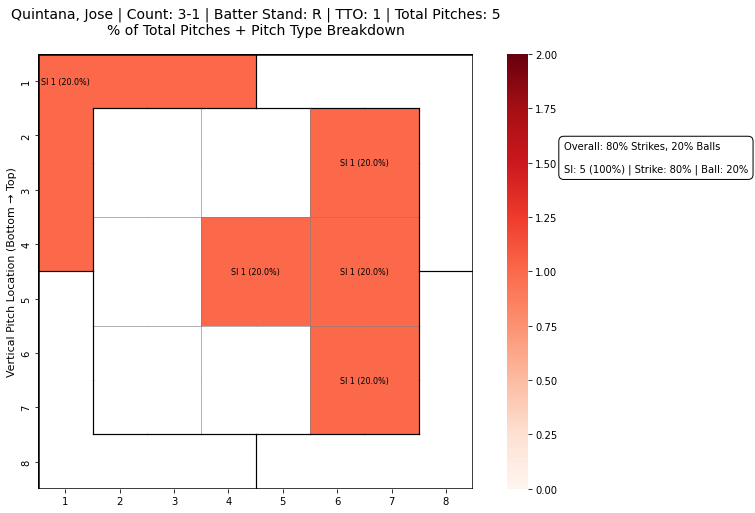 Quintana, Jose | Count: 3-1 | Batter Stand: R | TTO: 1 | Total Pitches: 5
% of Total Pitches + Pitch Type Breakdown
Vertical Pitch Location (Bottom → Top)
1
2
3
4
5
6
7
8
SI 1 (20.0%)
SI 1 (20.0%)
SI 1 (20.0%)
SI 1 (20.0%)
SI 1 (20.0%)
1
2
3
4
5
6
7
8
2.00
1.75
1.50
1.25
1.00
0.75
0.50
0.25
0.00
Overall: 80% Strikes, 20% Balls
SI: 5 (100%) | Strike: 80% | Ball: 20%